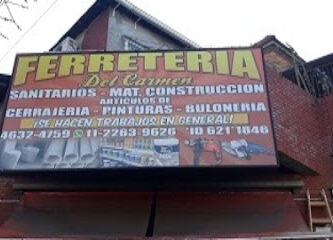 FERRETERIA
Del Carmen
SANITARIOS - MAT. CONSTRUCCION
ARTICULOS DE
CERRAJERIA - PINTURAS - BULONERIA
¡SE HACEN TRABAJOS EN GENERAL!
4632-4759 11-2263-9626 ID 621*1846